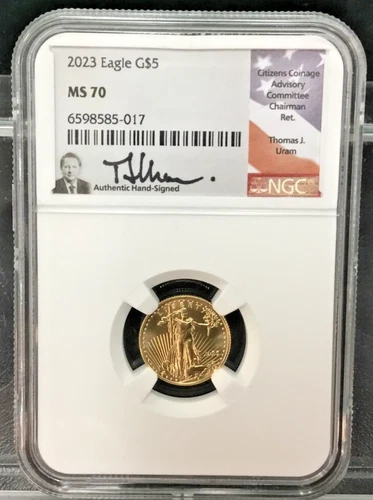 2023 Eagle G$5
MS 70
6598585-017
Authentic Hand-Signed
Citizens Coinage
Advisory
Committee
Chairman
Ret.
Thomas J.
Uram
NGC